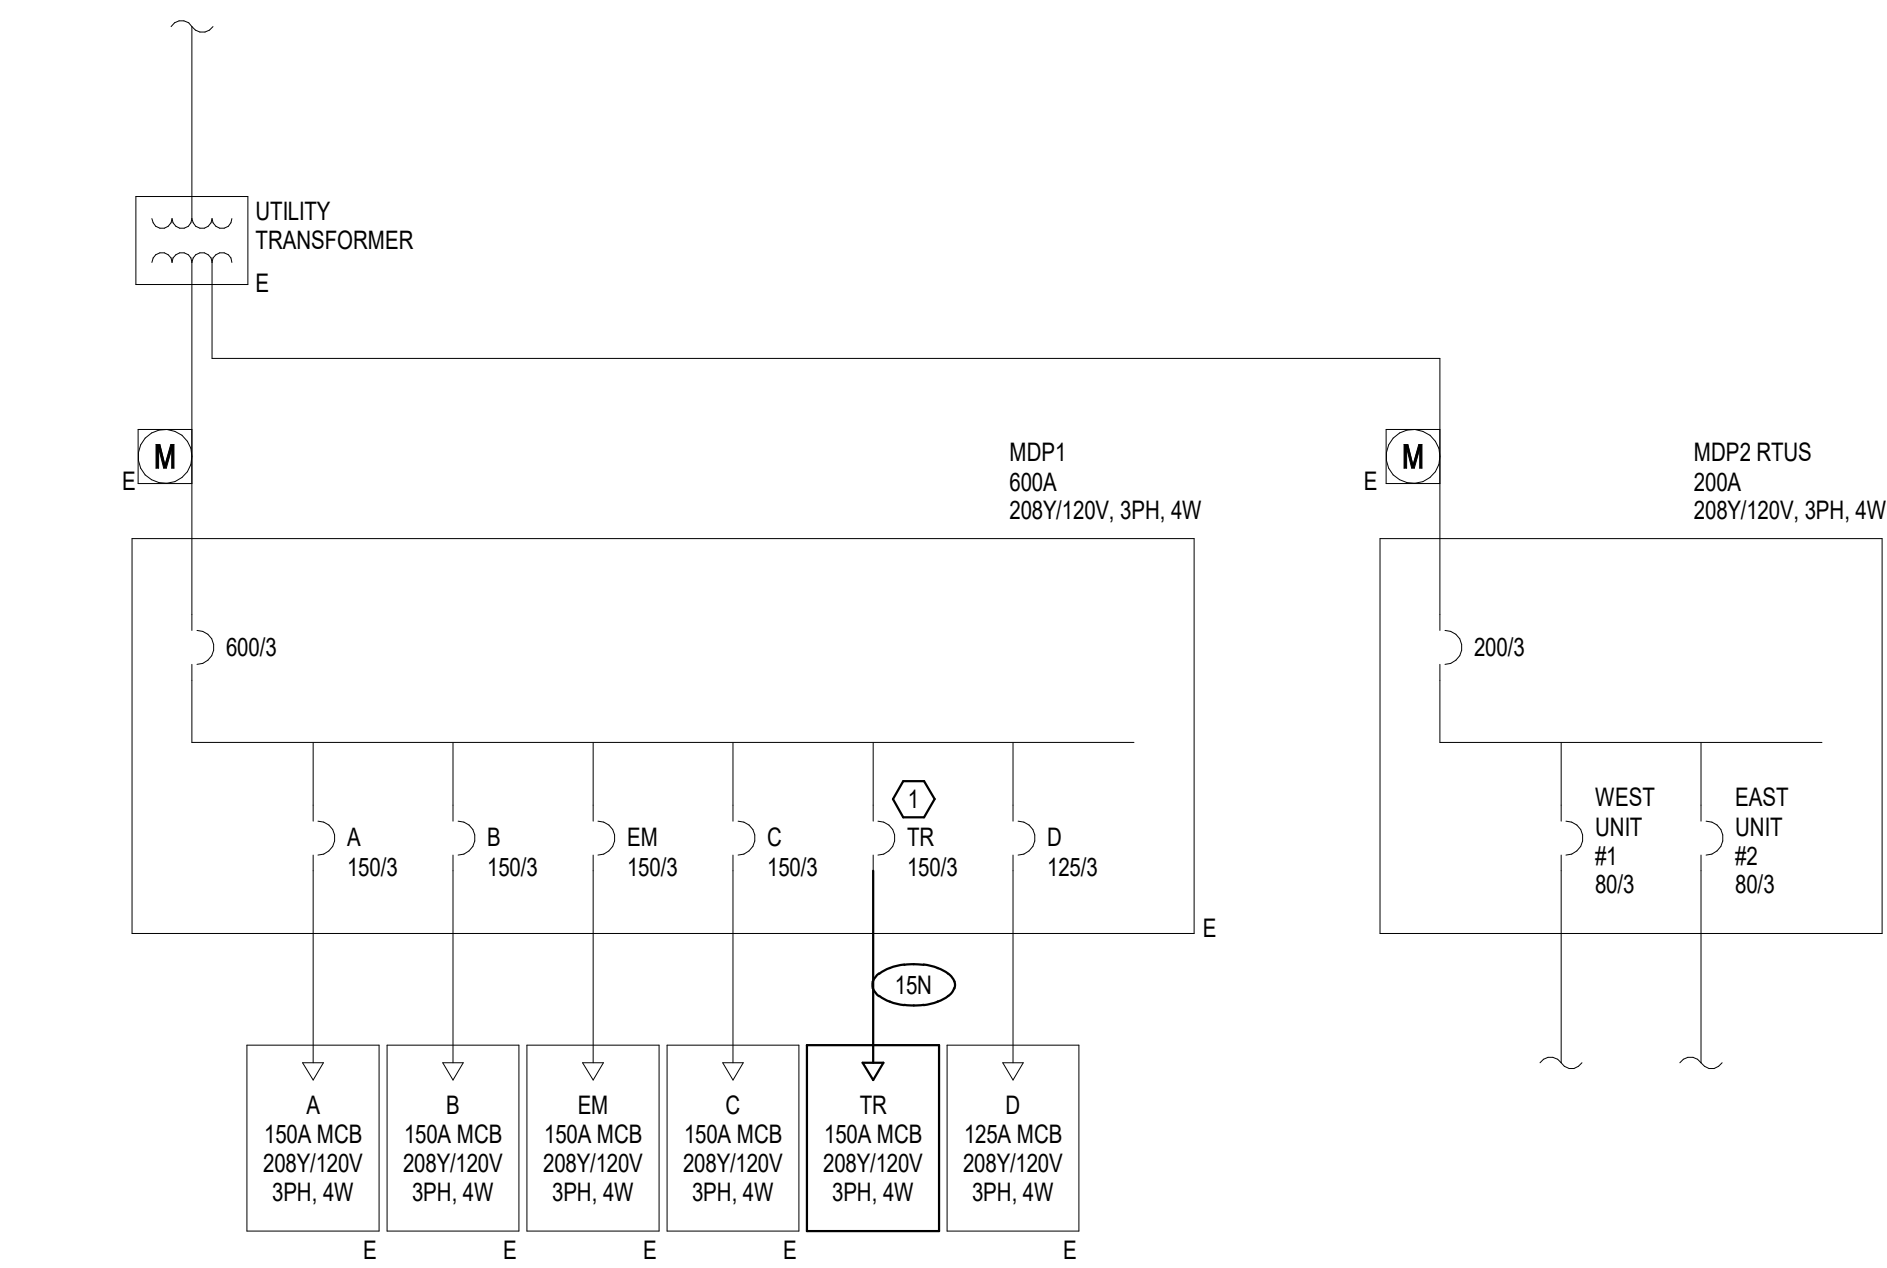 UTILITY
TRANSFORMER
E
M
E
MDP1
600A
208Y/120V, 3PH, 4W
M
E
MDP2 RTUS
200A
208Y/120V, 3PH, 4W
600/3
200/3
A
150/3
B
150/3
EM
150/3
C
150/3
1
TR
150/3
D
125/3
E
WEST
UNIT
#1
80/3
EAST
UNIT
#2
80/3
15N
A
150A MCB
208Y/120V
3PH, 4W
E
B
150A MCB
208Y/120V
3PH, 4W
E
EM
150A MCB
208Y/120V
3PH, 4W
E
C
150A MCB
208Y/120V
3PH, 4W
E
TR
150A MCB
208Y/120V
3PH, 4W
D
125A MCB
208Y/120V
3PH, 4W
E